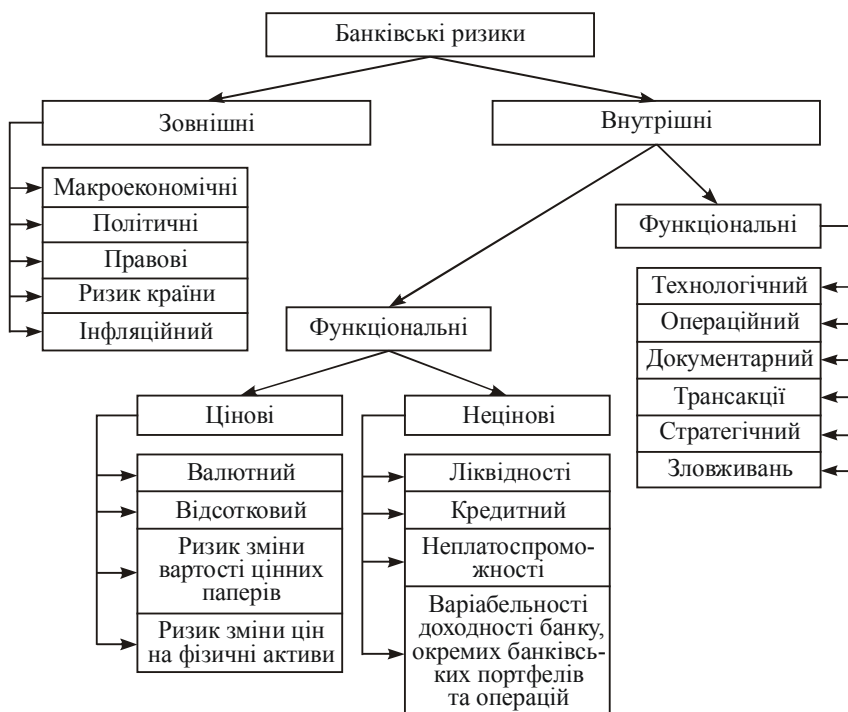 Банківські ризики
Зовнішні
Внутрішні
Макроекономічні
Політичні
Правові
Ризик країни
Інфляційний
Функціональні
Технологічний
Операційний
Документарний
Трансакції
Стратегічний
Зловживань
Функціональні
Цінові
Нецінові
Валютний
Відсотковий
Ризик зміни
вартості цінних
паперів
Ризик зміни цін
на фізичні активи
Ліквідності
Кредитний
Неплатоспромо-
жності
Варіабельності
доходності банку,
окремих банківсь-
ких портфелів
та операцій